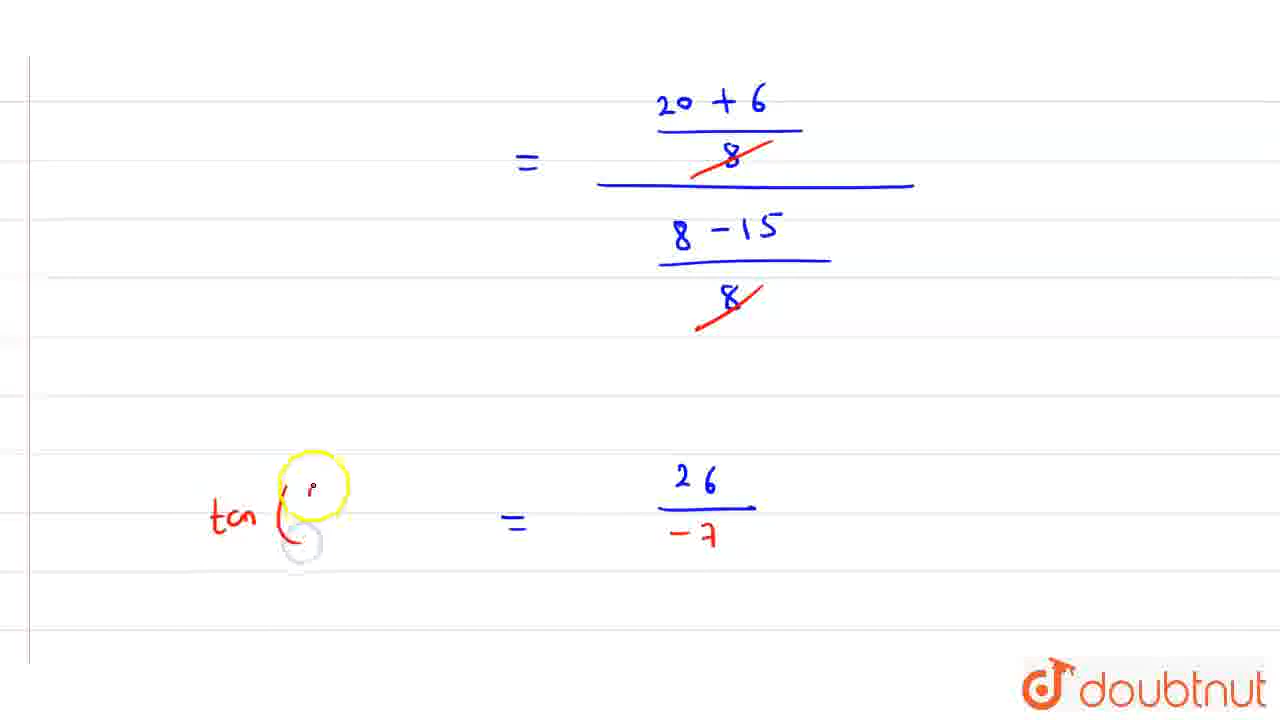 20 + 6
8
=
8 - 15
8
tan ( = 26
-7
doubtnut